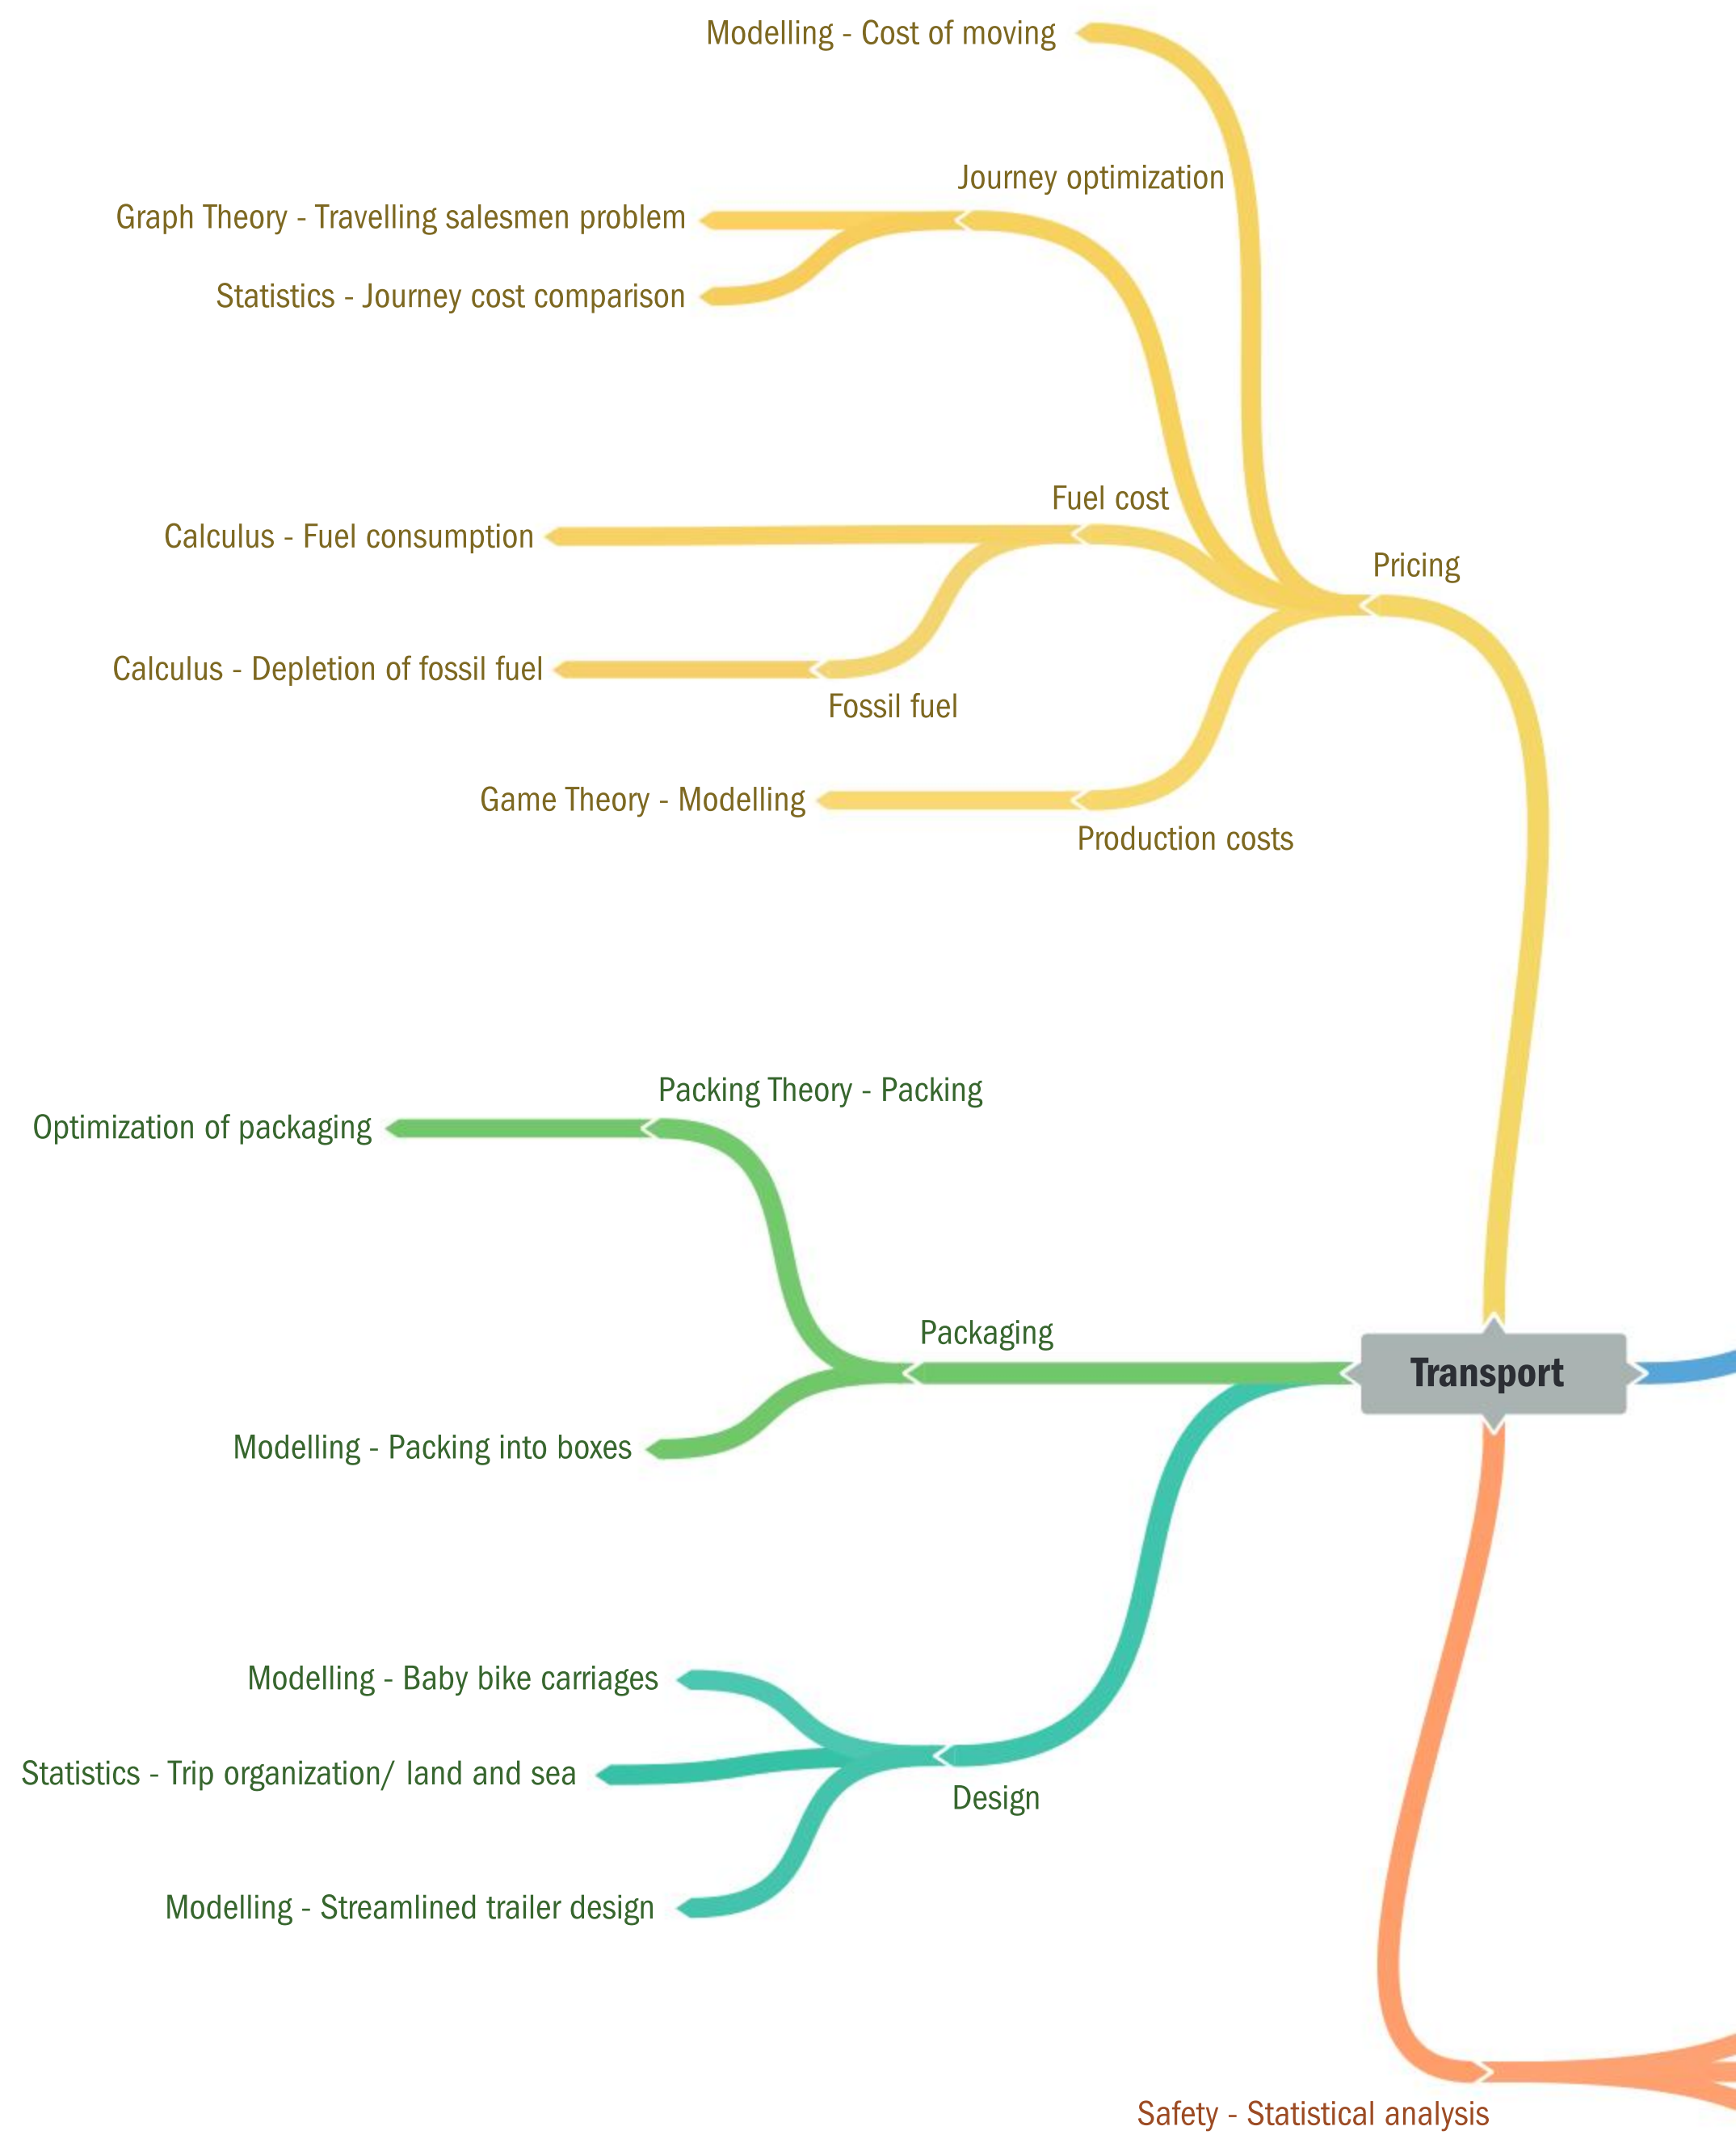 Modelling - Cost of moving
Journey optimization
Graph Theory - Travelling salesmen problem
Statistics - Journey cost comparison
Fuel cost
Calculus - Fuel consumption
Pricing
Calculus - Depletion of fossil fuel
Fossil fuel
Game Theory - Modelling
Production costs
Packing Theory - Packing
Optimization of packaging
Packaging
Transport
Modelling - Packing into boxes
Modelling - Baby bike carriages
Statistics - Trip organization/ land and sea
Design
Modelling - Streamlined trailer design
Safety - Statistical analysis